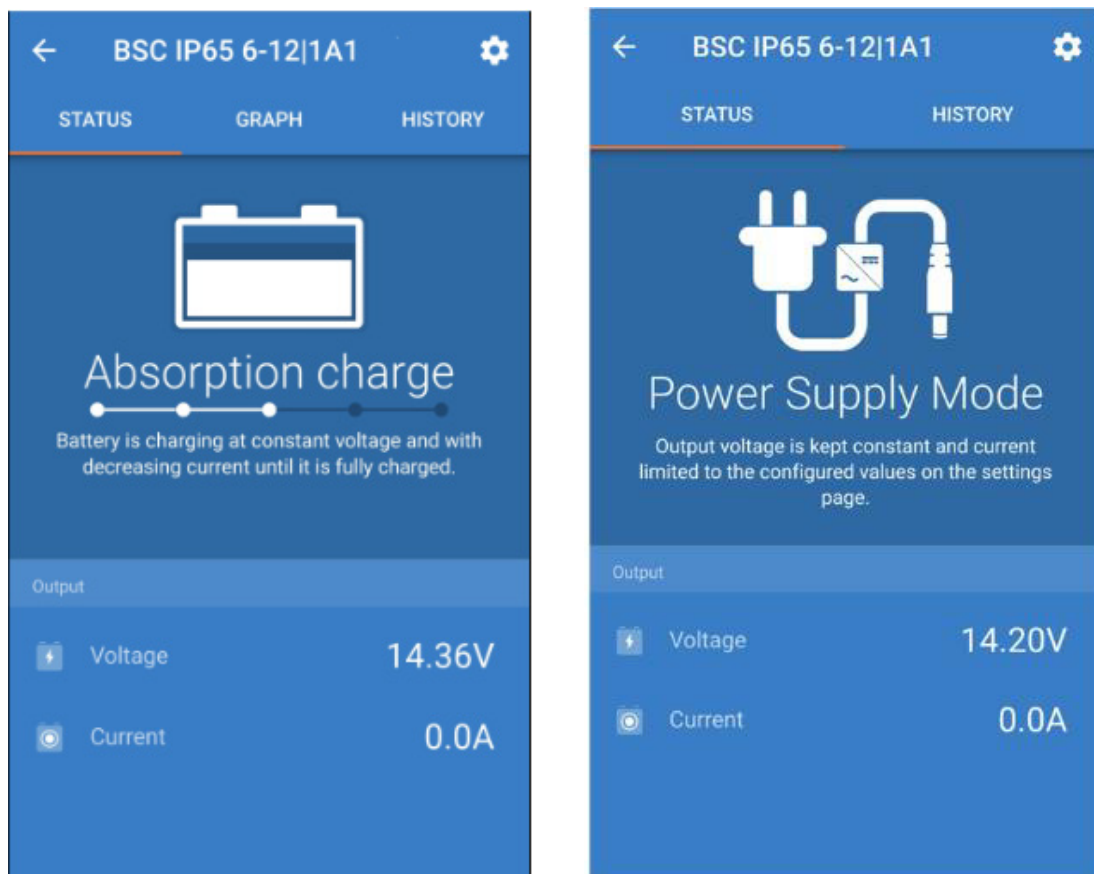 BSC IP65 6-12|1A1
STATUS GRAPH HISTORY
Absorption charge
Battery is charging at constant voltage and with
decreasing current until it is fully charged.
Output
Voltage 14.36V
Current 0.0A
BSC IP65 6-12|1A1
STATUS HISTORY
Power Supply Mode
Output voltage is kept constant and current
limited to the configured values on the settings
page.
Output
Voltage 14.20V
Current 0.0A